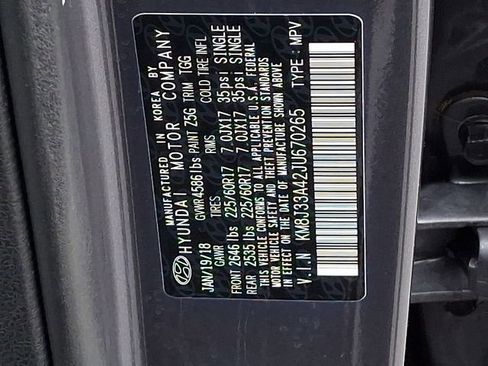 MANUFACTURED IN KOREA BY
HYUNDAI MOTOR COMPANY
JAN/19/18 GVWR 4586 lbs PAINT Z5G TRIM TGG
GAWR RIMS COLD TIRE INFL
FRONT 2646 lbs 225/60R17 7.0JX17 35psi SINGLE
REAR 2535 lbs 225/60R17 7.0JX17 35psi SINGLE
THIS VEHICLE CONFORMS TO ALL APPLICABLE U.S.A. FEDERAL
MOTOR VEHICLE SAFETY, BUMPER, AND THEFT PREVENTION STANDARDS
IN EFFECT ON THE DATE OF MANUFACTURE SHOWN ABOVE.
V.I.N KM8J33A42JU670265 TYPE: MPV